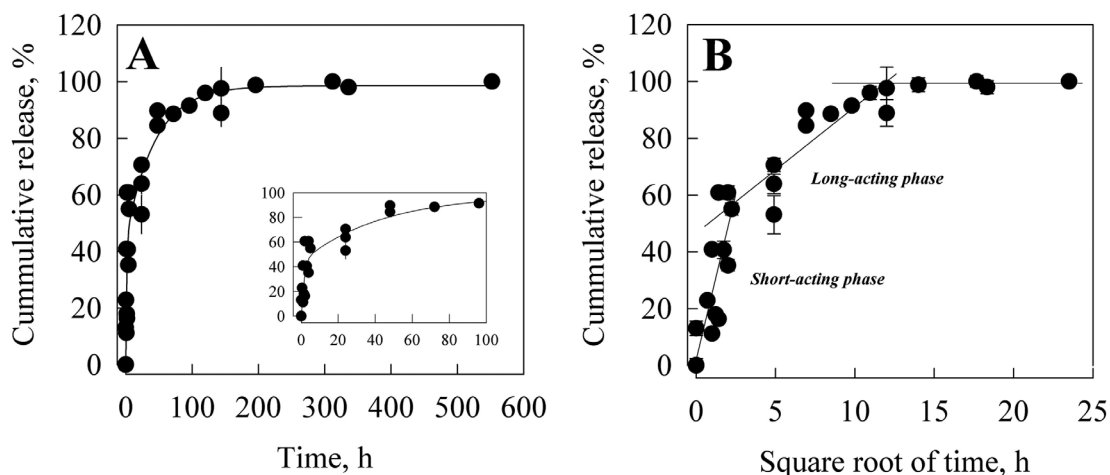 A
Cummulative release, %
120
100
80
60
40
20
0
0 100 200 300 400 500 600
Time, h
100
80
60
40
20
0
0 20 40 60 80 100
B
Cummulative release, %
120
100
80
60
40
20
0
Long-acting phase
Short-acting phase
0 5 10 15 20 25
Square root of time, h